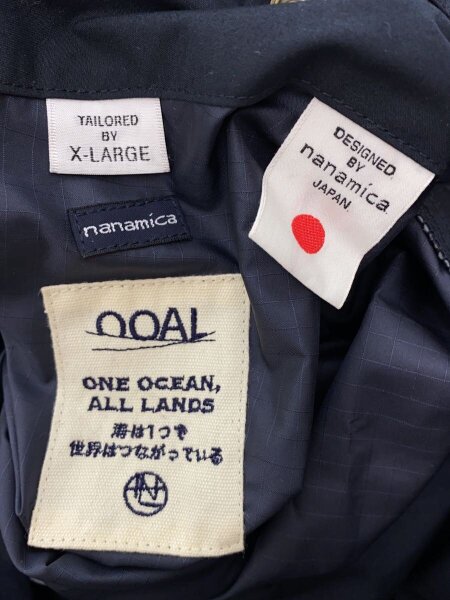 TAILORED
BY
X-LARGE
DESIGNED
BY
nanamica
JAPAN
nanamica
OOAL
ONE OCEAN,
ALL LANDS
海は1つで
世界はつながっている